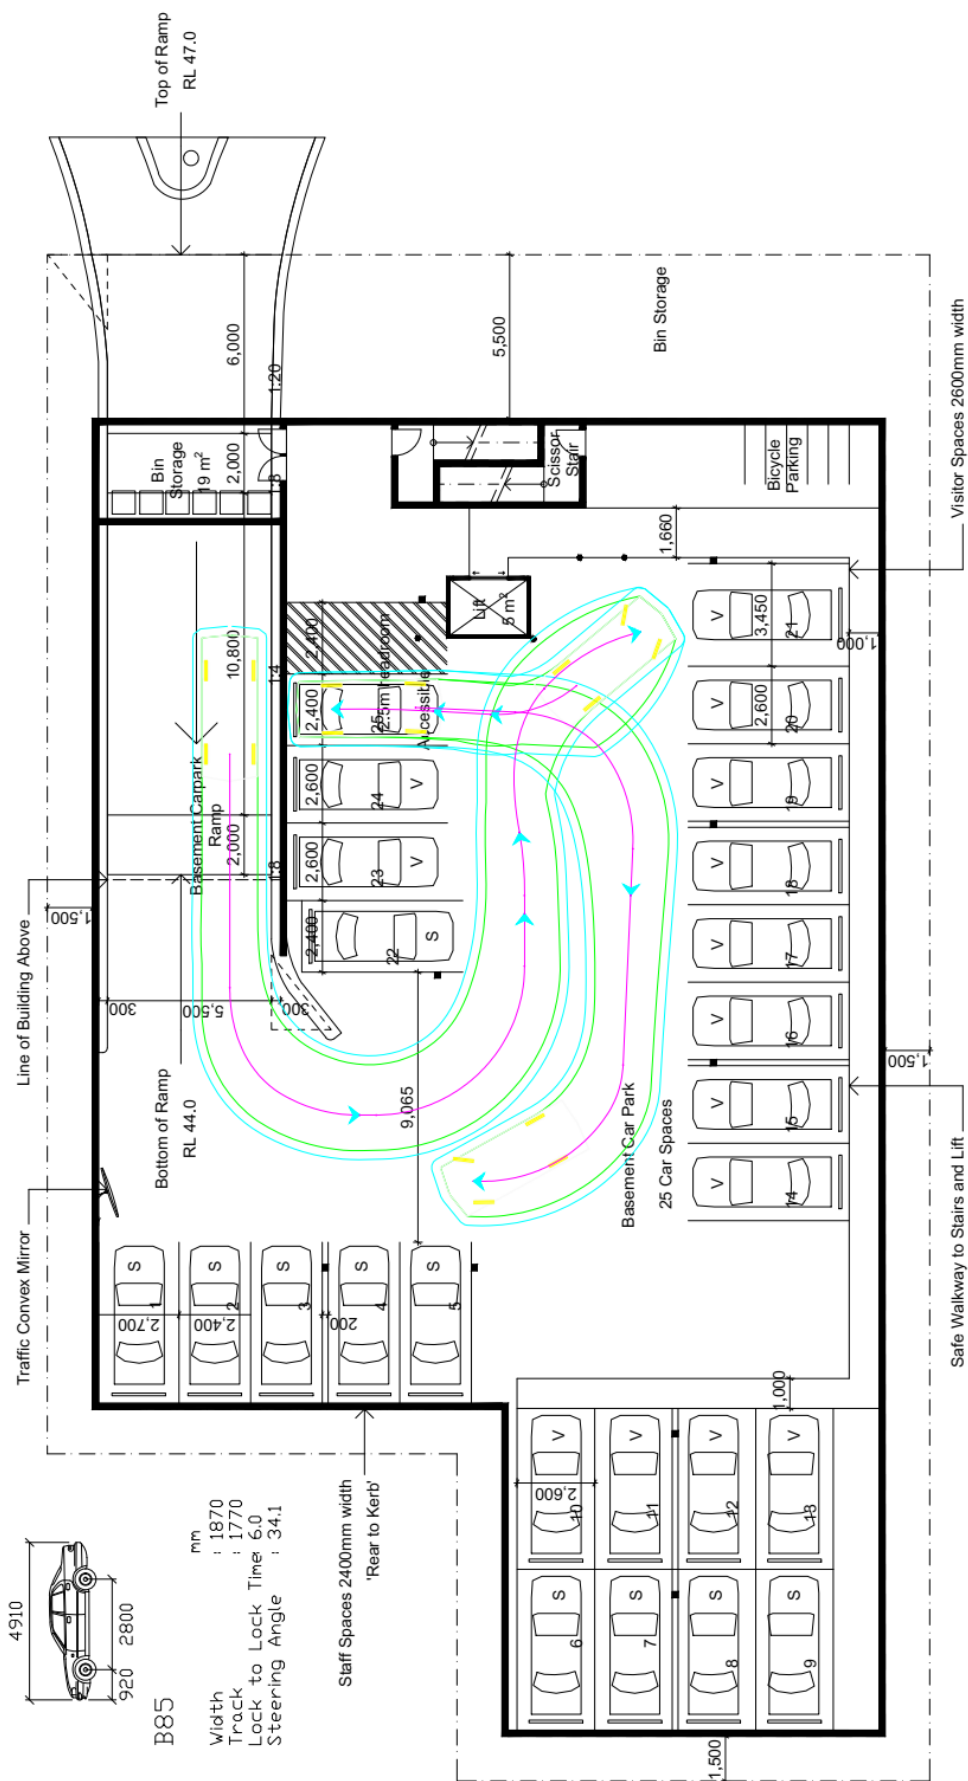 Top of Ramp
RL 47.0
6,000
1:20
5,500
Bin Storage
Visitor Spaces 2600mm width
Bin
Storage
19 m²
2,000
1:8
Scissor
Stair
Bicycle
Parking
1,660
Lift
5 m²
10,800
1:4
2,400
2,400
25
2.5m headroom
Accessible
V
3,450
21
1,000
2,600
V
20
Basement Carpark
Ramp
2,000
1:8
2,600
24
V
2,600
23
V
2,400
22
S
V
19
V
18
V
17
V
16
V
15
V
14
Line of Building Above
1,500
300
5,500
300
Bottom of Ramp
RL 44.0
9,065
Basement Car Park
25 Car Spaces
1,500
Safe Walkway to Stairs and Lift
Traffic Convex Mirror
S
1
2,700
S
2
2,400
S
3
200
S
4
S
5
1,000
Staff Spaces 2400mm width
'Rear to Kerb'
V
10
2,600
V
11
V
12
V
13
S
6
S
7
S
8
S
9
1,500
4910
920
2800
B85
mm
Width : 1870
Track : 1770
Lock to Lock Time : 6.0
Steering Angle : 34.1